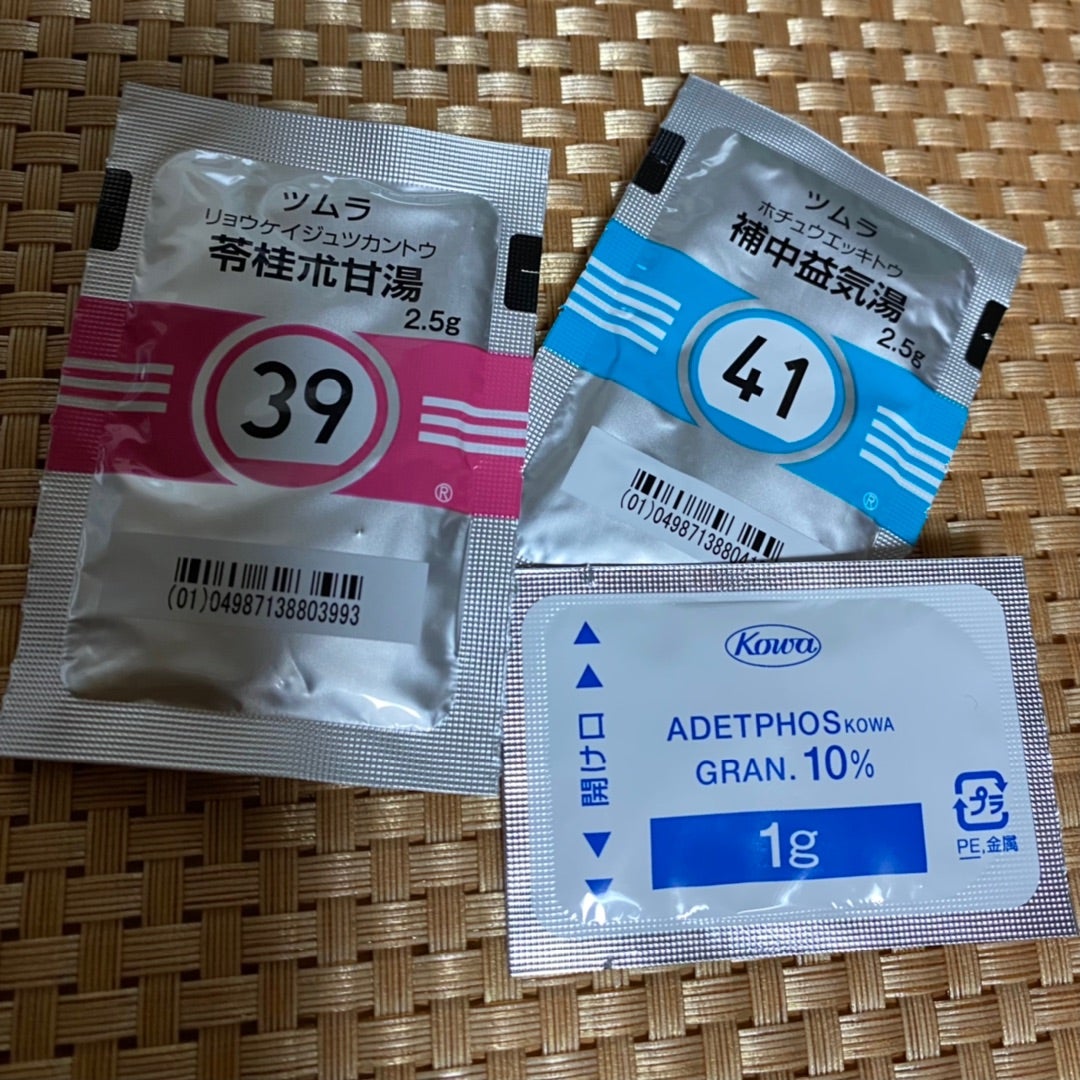 ツムラ
リョウケイジュツカントウ
苓桂朮甘湯
2.5g
39
®
(01)04987138803993
ツムラ
ホチュウエッキトウ
補中益気湯
2.5g
41
®
Kowa
ADETPHOS KOWA
GRAN. 10%
1g
開け口
プラ
PE,金属